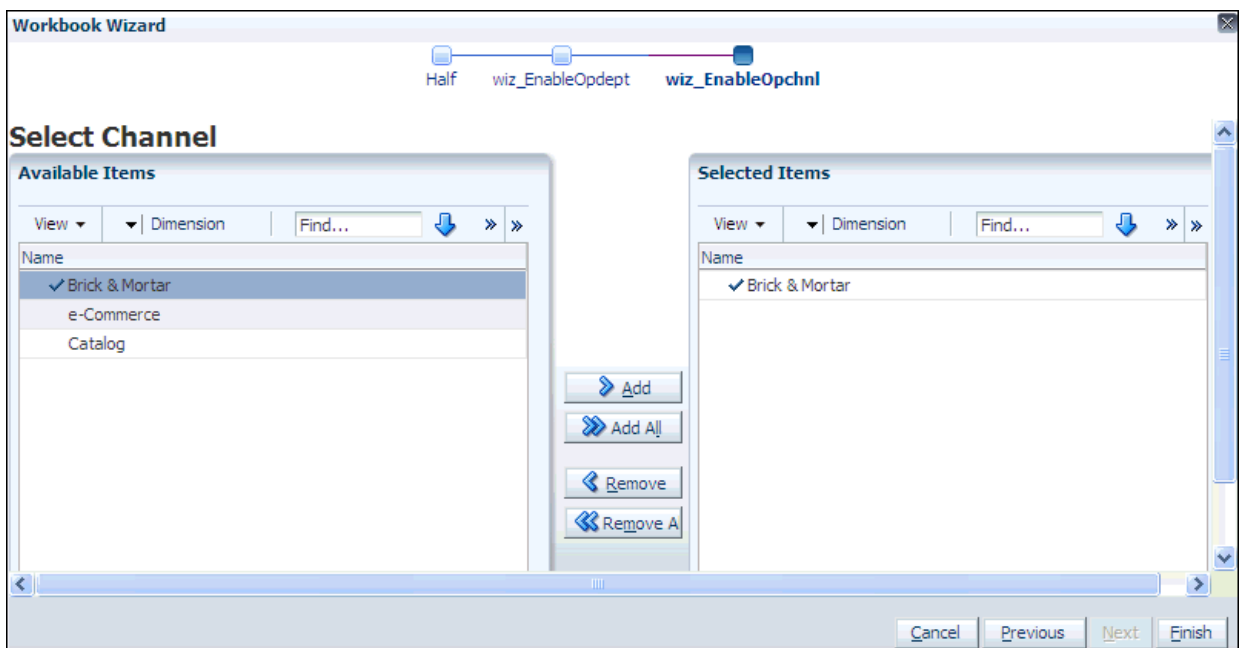 Workbook Wizard
Half wiz_EnableOpdept wiz_EnableOpchnl
Select Channel
Available Items
View Dimension Find...
Name
Brick & Mortar
e-Commerce
Catalog
Add
Add All
Remove
Remove A
Selected Items
View Dimension Find...
Name
Brick & Mortar
Cancel Previous Next Finish